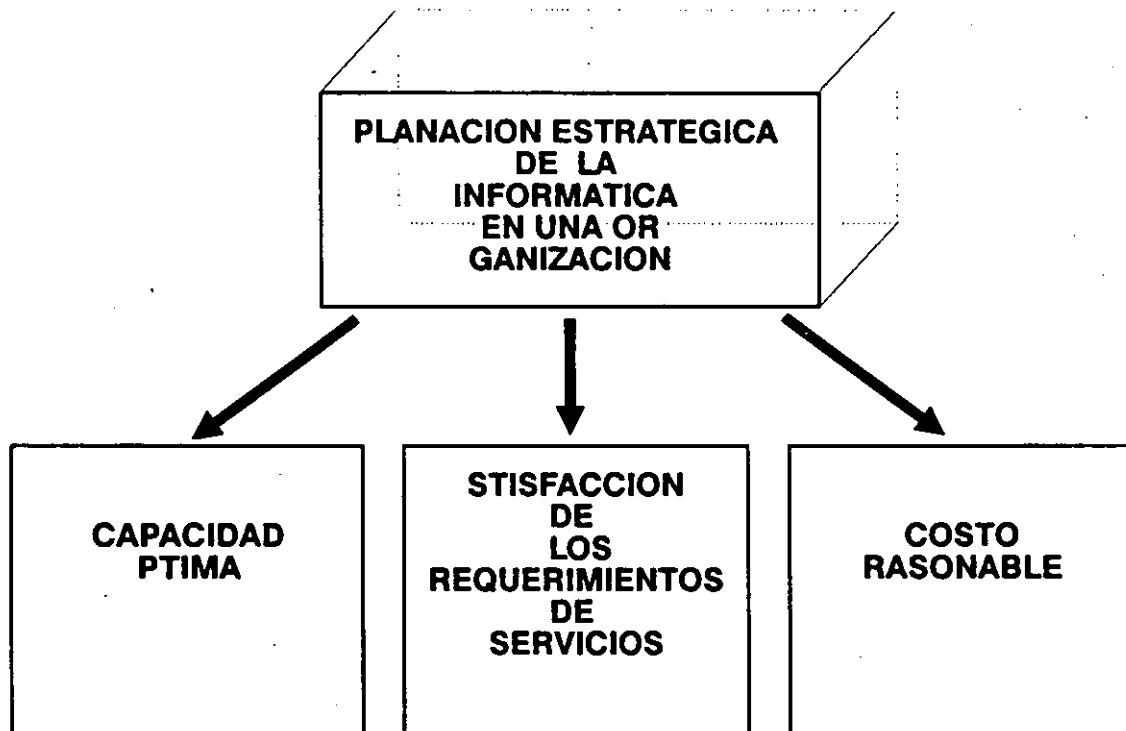 PLANACION ESTRATEGICA
DE LA
INFORMATICA
EN UNA OR
GANIZACION
CAPACIDAD
PTIMA
STISFACCION
DE
LOS
REQUERIMIENTOS
DE
SERVICIOS
COSTO
RASONABLE